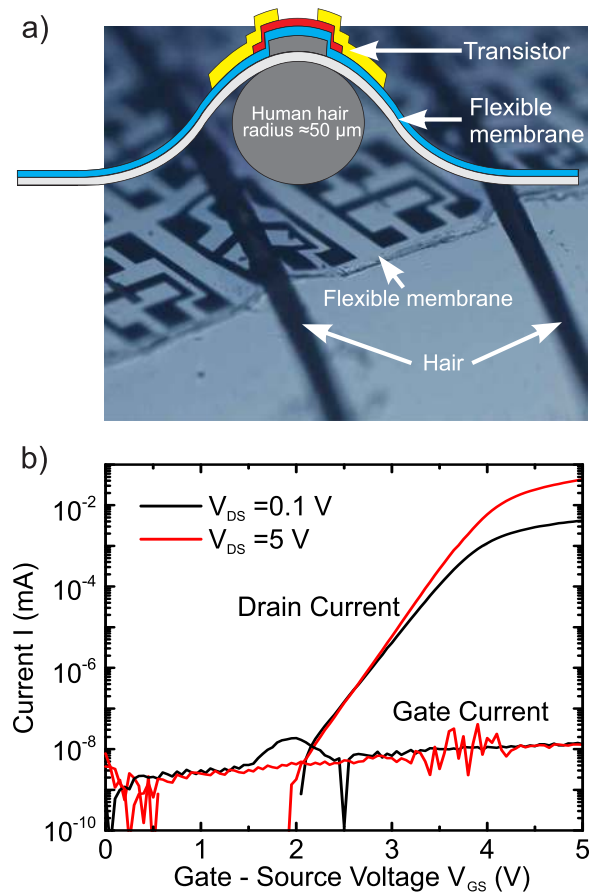 a)
Transistor
Human hair
radius ≈50 µm
Flexible
membrane
Flexible membrane
Hair
b)
Current I (mA)
10⁻²
10⁻⁴
10⁻⁶
10⁻⁸
10⁻¹⁰
V_DS =0.1 V
V_DS =5 V
Drain Current
Gate Current
0 1 2 3 4 5
Gate - Source Voltage V_GS (V)